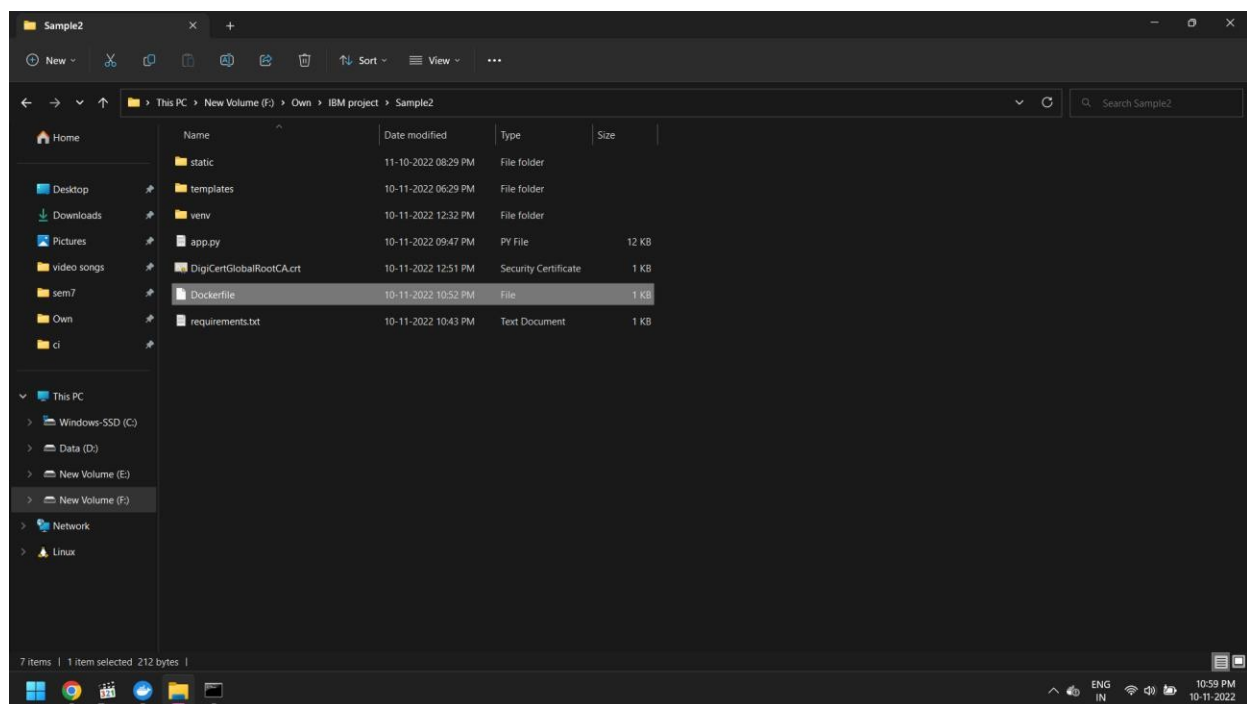 Sample2
New
Sort
View
This PC > New Volume (F:) > Own > IBM project > Sample2
Search Sample2
Home
Desktop
Downloads
Pictures
video songs
sem7
Own
ci
This PC
Windows-SSD (C:)
Data (D:)
New Volume (E:)
New Volume (F:)
Network
Linux
Name Date modified Type Size
static 11-10-2022 08:29 PM File folder
templates 10-11-2022 06:29 PM File folder
venv 10-11-2022 12:32 PM File folder
app.py 10-11-2022 09:47 PM PY File 12 KB
DigiCertGlobalRootCA.crt 10-11-2022 12:51 PM Security Certificate 1 KB
Dockerfile 10-11-2022 10:52 PM File 1 KB
requirements.txt 10-11-2022 10:43 PM Text Document 1 KB
7 items | 1 item selected 212 bytes |
ENG
IN
10:59 PM
10-11-2022